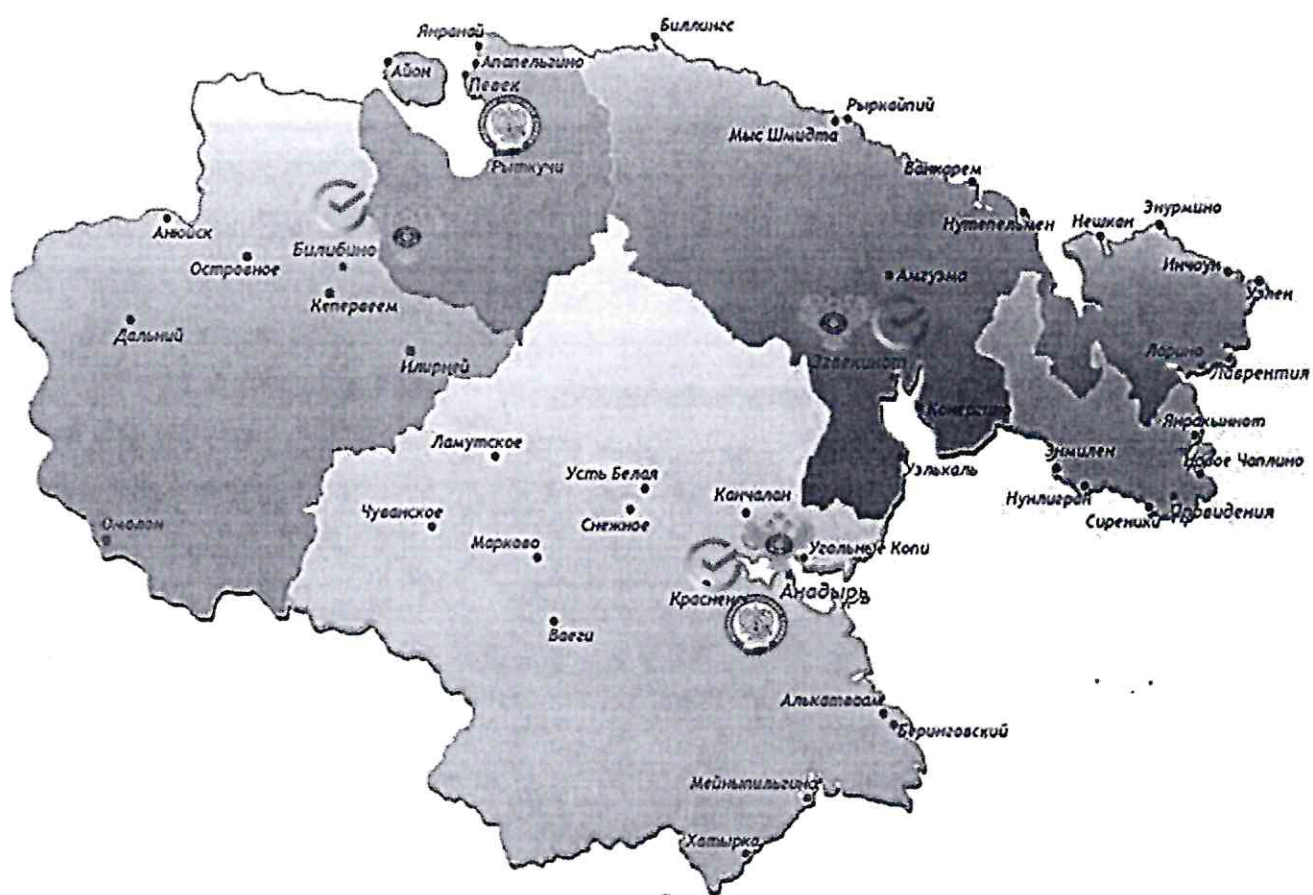 Биллингс
Янранай
Апапельгино
Айон
Певек
Рыркайпий
Мыс Шмидта
Рыткучи
Ванкарем
Энурмино
Нутепельмен
Нешкан
Анюйск
Билибино
Островное
Инчоун
Уэлен
Амгуэма
Кепервеем
Дальний
Илирней
Эгвекинот
Лорино
Лаврентия
Конергино
Янракыннот
Ламутское
Энмилен
Новое Чаплино
Уэлькаль
Усть Белая
Нунлигран
Канчалан
Сиреники
Провидения
Чуванское
Снежное
Омолон
Марково
Угольные Копи
Краснено
Анадырь
Ваеги
Алькатваам
Беринговский
Мейныпильгино
Хатырка